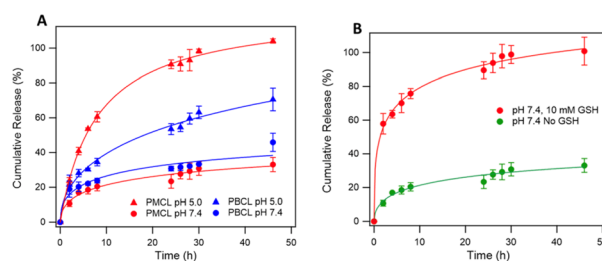 A
Cumulative Release (%)
100
80
60
40
20
0
PMCL pH 5.0 PBCL pH 5.0
PMCL pH 7.4 PBCL pH 7.4
0 10 20 30 40 50
Time (h)
B
Cumulative Release (%)
100
80
60
40
20
0
pH 7.4, 10 mM GSH
pH 7.4 No GSH
0 10 20 30 40 50
Time (h)